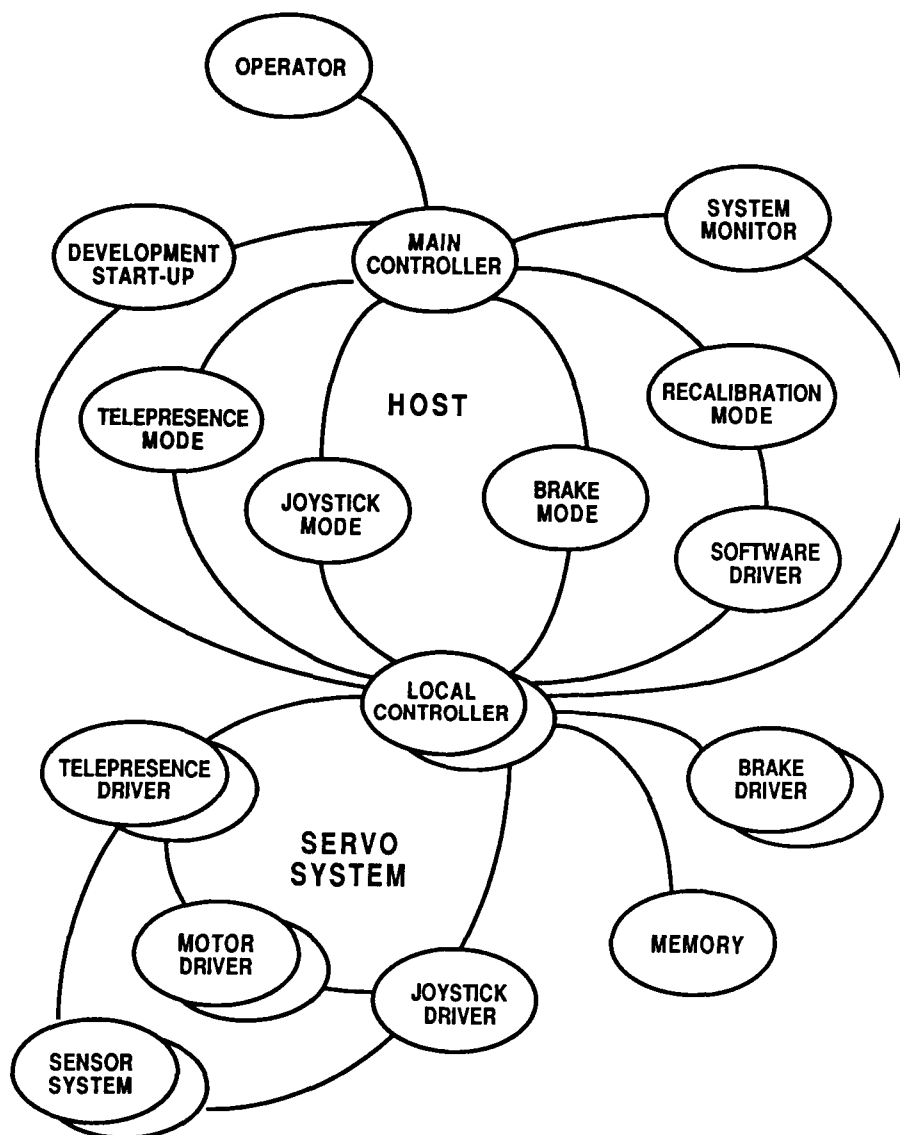 OPERATOR
SYSTEM
MONITOR
DEVELOPMENT
START-UP
MAIN
CONTROLLER
TELEPRESENCE
MODE
HOST
RECALIBRATION
MODE
JOYSTICK
MODE
BRAKE
MODE
SOFTWARE
DRIVER
LOCAL
CONTROLLER
TELEPRESENCE
DRIVER
BRAKE
DRIVER
SERVO
SYSTEM
MOTOR
DRIVER
MEMORY
JOYSTICK
DRIVER
SENSOR
SYSTEM